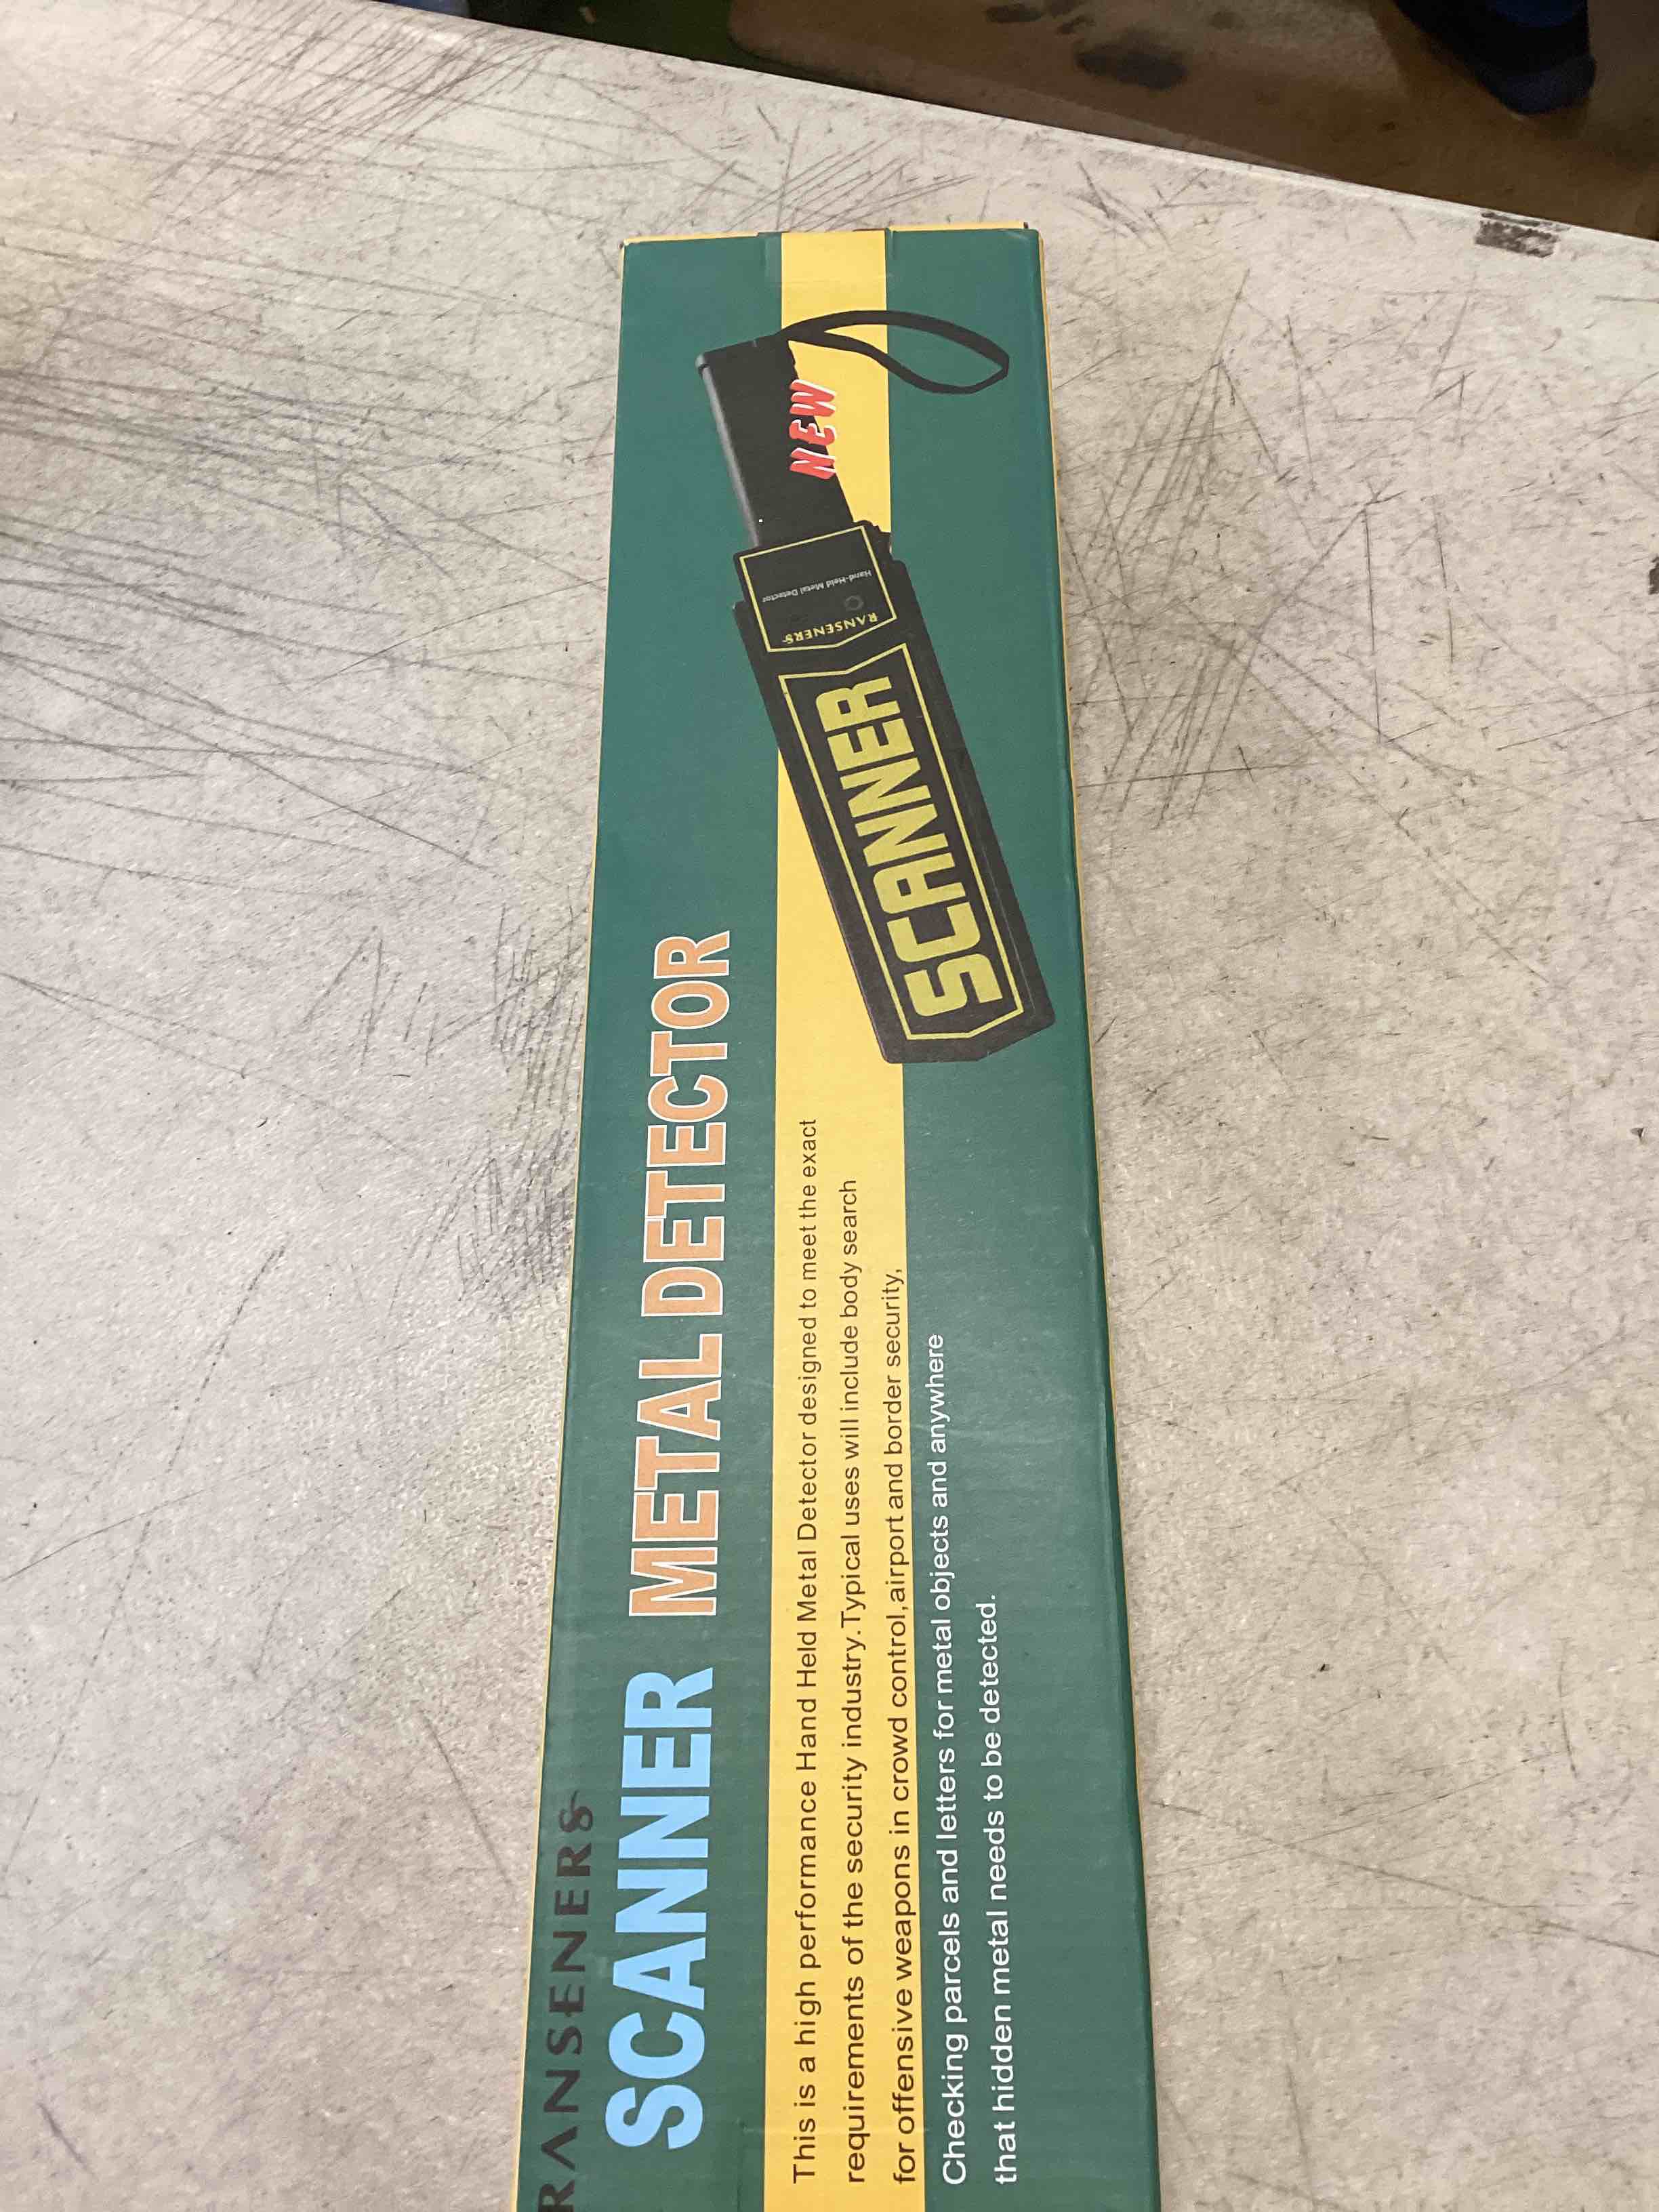 RANSENERS
SCANNER METAL DETECTOR
This is a high performance Hand Held Metal Detector designed to meet the exact
requirements of the security industry.Typical uses will include body search
for offensive weapons in crowd control,airport and border security,
Checking parcels and letters for metal objects and anywhere
that hidden metal needs to be detected.
NEW
Hand-Held Metal Detector
RANSENERS
SCANNER